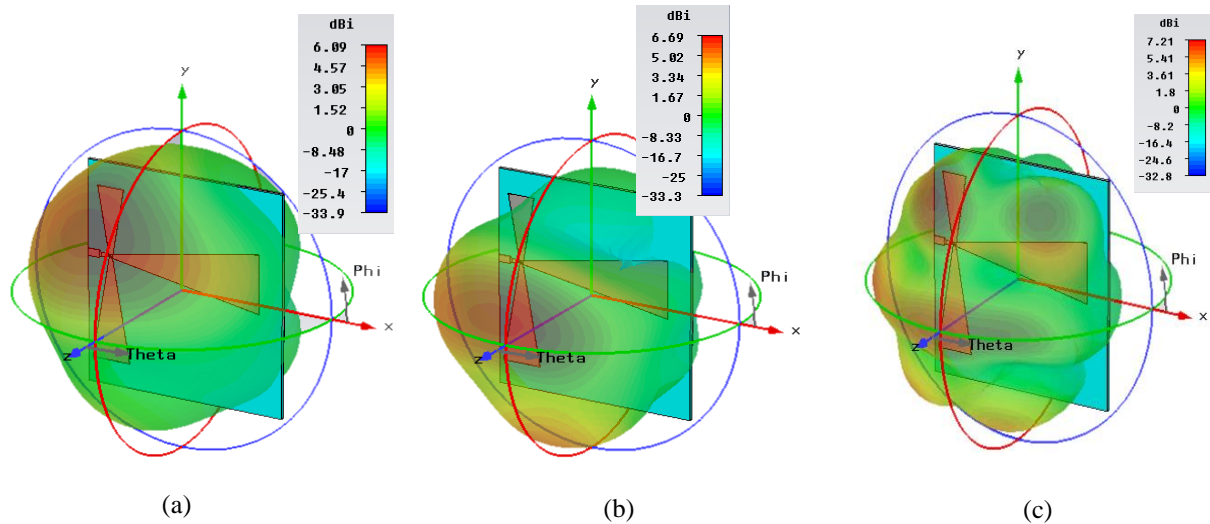 dBi
6.09
4.57
3.05
1.52
0
-8.48
-17
-25.4
-33.9
y
Phi
x
z
Theta
(a)
dBi
6.69
5.02
3.34
1.67
0
-8.33
-16.7
-25
-33.3
y
Phi
x
z
Theta
(b)
dBi
7.21
5.41
3.61
1.8
0
-8.2
-16.4
-24.6
-32.8
y
Phi
x
z
Theta
(c)